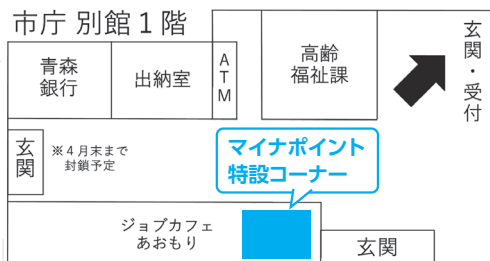 市庁 別館1階
青森
銀行
出納室
ATM
高齢
福祉課
玄関・受付
玄関
※4月末まで
封鎖予定
マイナポイント
特設コーナー
ジョブカフェ
あおもり
玄関